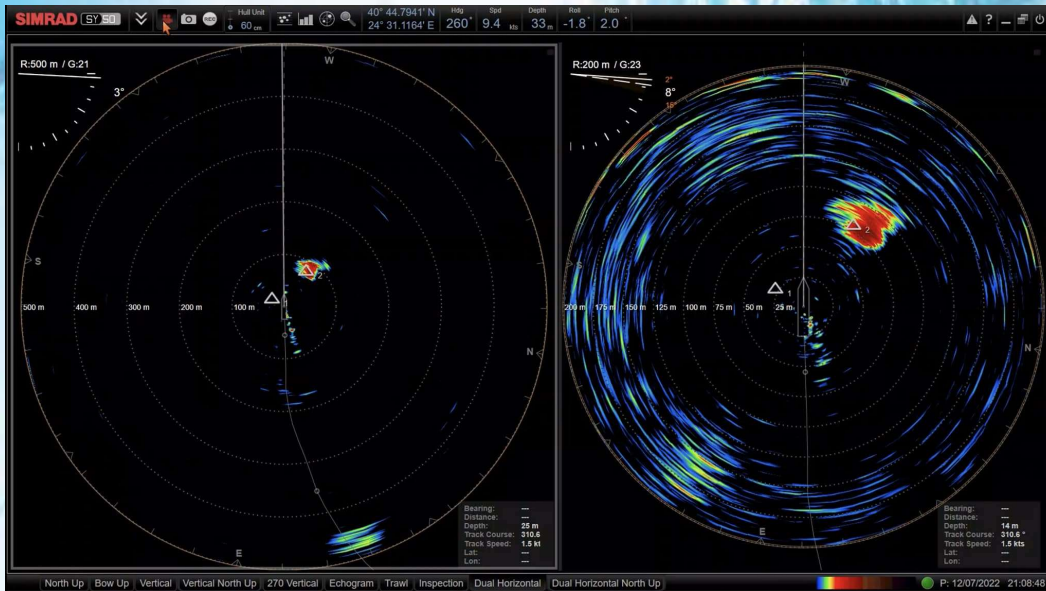 SIMRAD SY50
REC
Hull Unit
60 cm
40° 44.7941' N
24° 31.1164' E
Hdg
260°
Spd
9.4 kts
Depth
33 m
Roll
-1.8°
Pitch
2.0°
?
R:500 m / G:21
3°
W
S
N
E
500 m
400 m
300 m
200 m
100 m
1
2
Bearing: ---
Distance: ---
Depth: 25 m
Track Course: 310.6
Track Speed: 1.5 kt
Lat: ---
Lon: ---
R:200 m / G:23
2°
8°
W
S
N
E
200 m
175 m
150 m
125 m
100 m
75 m
50 m
25 m
1
2
Bearing: ---
Distance: ---
Depth: 14 m
Track Course: 310.6 °
Track Speed: 1.5 kts
Lat: ---
Lon: ---
North Up
Bow Up
Vertical
Vertical North Up
270 Vertical
Echogram
Trawl
Inspection
Dual Horizontal
Dual Horizontal North Up
P: 12/07/2022 21:08:48